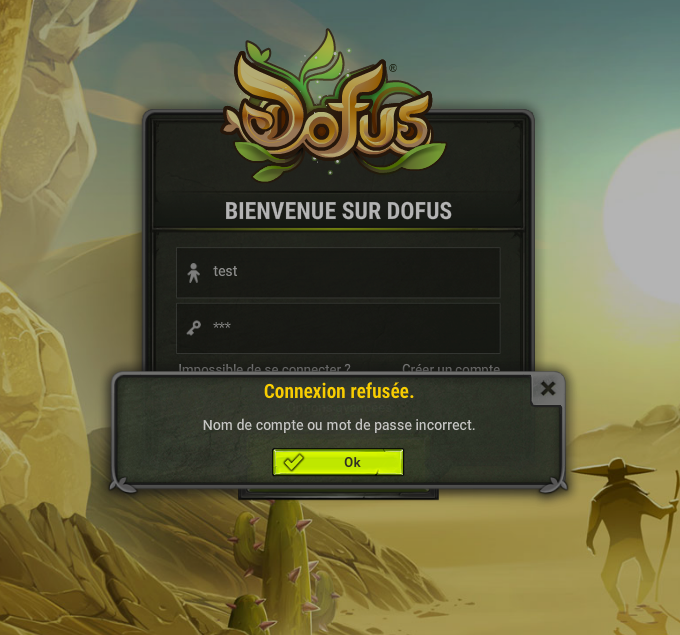 Dofus®
BIENVENUE SUR DOFUS
test
***
Impossible de se connecter ? Créer un compte
Connexion refusée.
Nom de compte ou mot de passe incorrect.
Ok